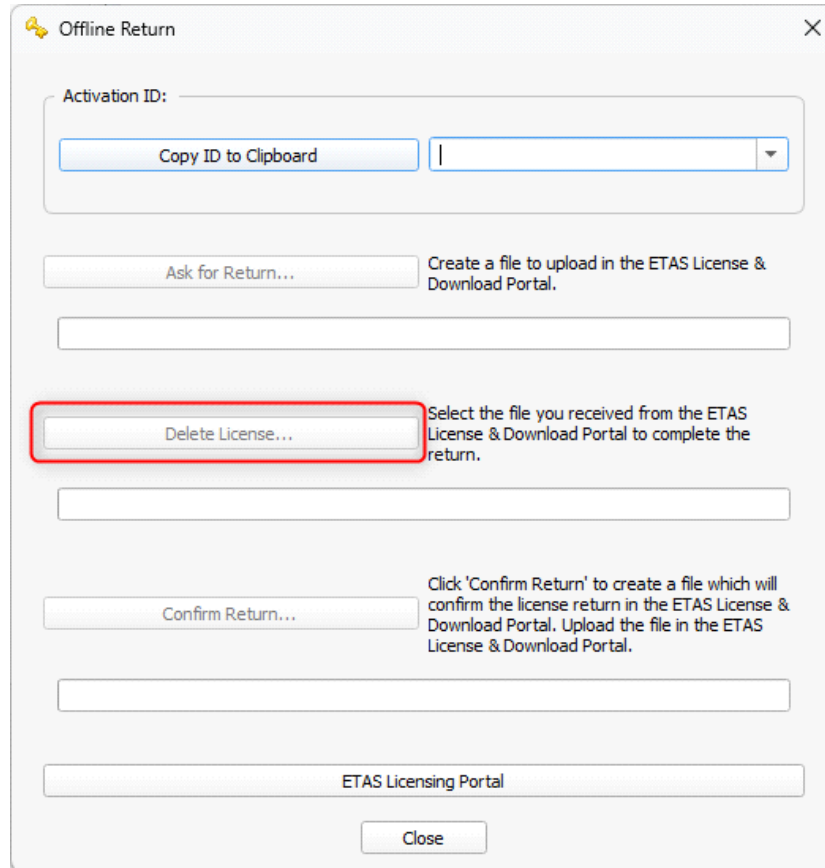 Offline Return
Activation ID:
Copy ID to Clipboard
Ask for Return...
Create a file to upload in the ETAS License &
Download Portal.
Delete License...
Select the file you received from the ETAS
License & Download Portal to complete the
return.
Confirm Return...
Click 'Confirm Return' to create a file which will
confirm the license return in the ETAS License &
Download Portal. Upload the file in the ETAS
License & Download Portal.
ETAS Licensing Portal
Close